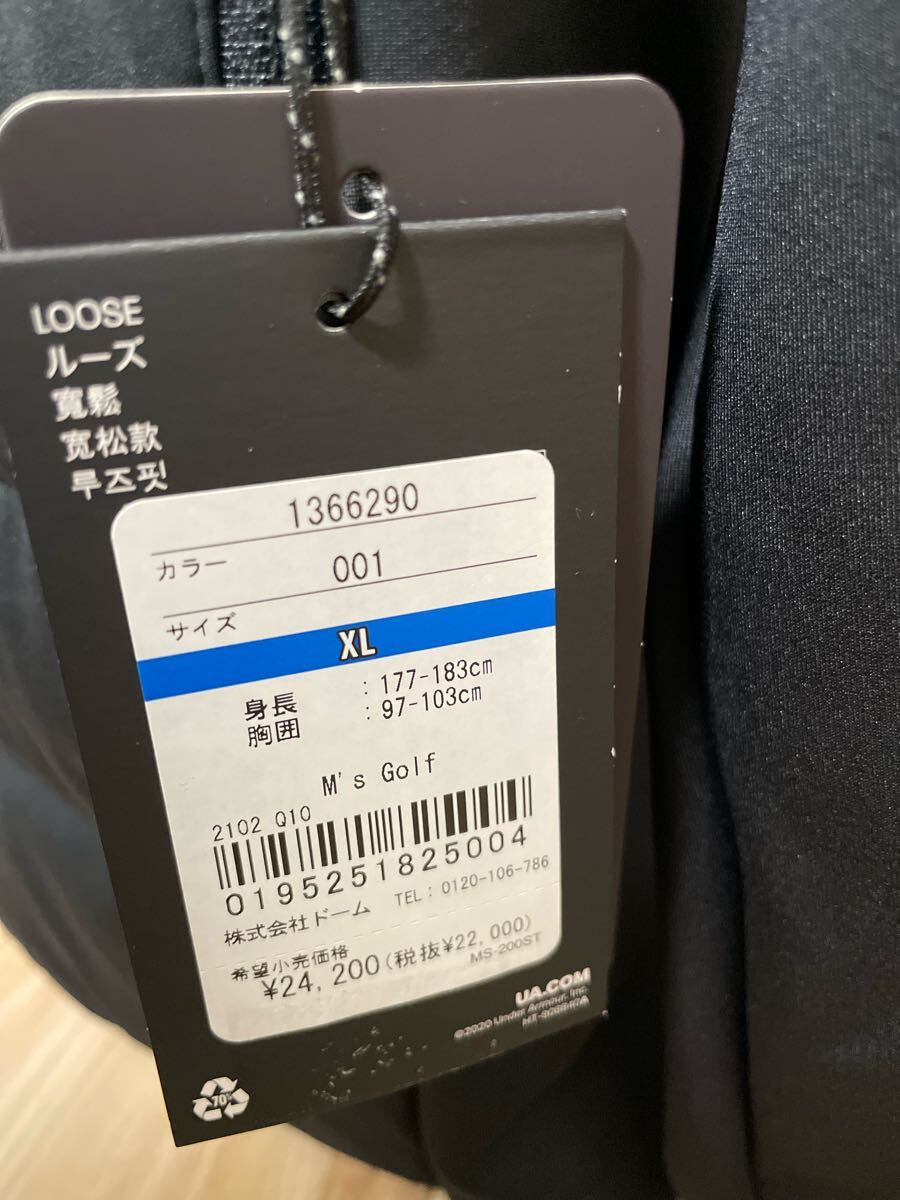 LOOSE
ルーズ
寬鬆
宽松款
루즈핏
1366290
カラー 001
サイズ
XL
身長 : 177-183cm
胸囲 : 97-103cm
M's Golf
2102 Q10
0195251825004
株式会社ドーム TEL: 0120-106-786
希望小売価格
¥24,200(税抜¥22,000)
MS-200ST
UA.COM
©2020 Under Armour, Inc.
70%